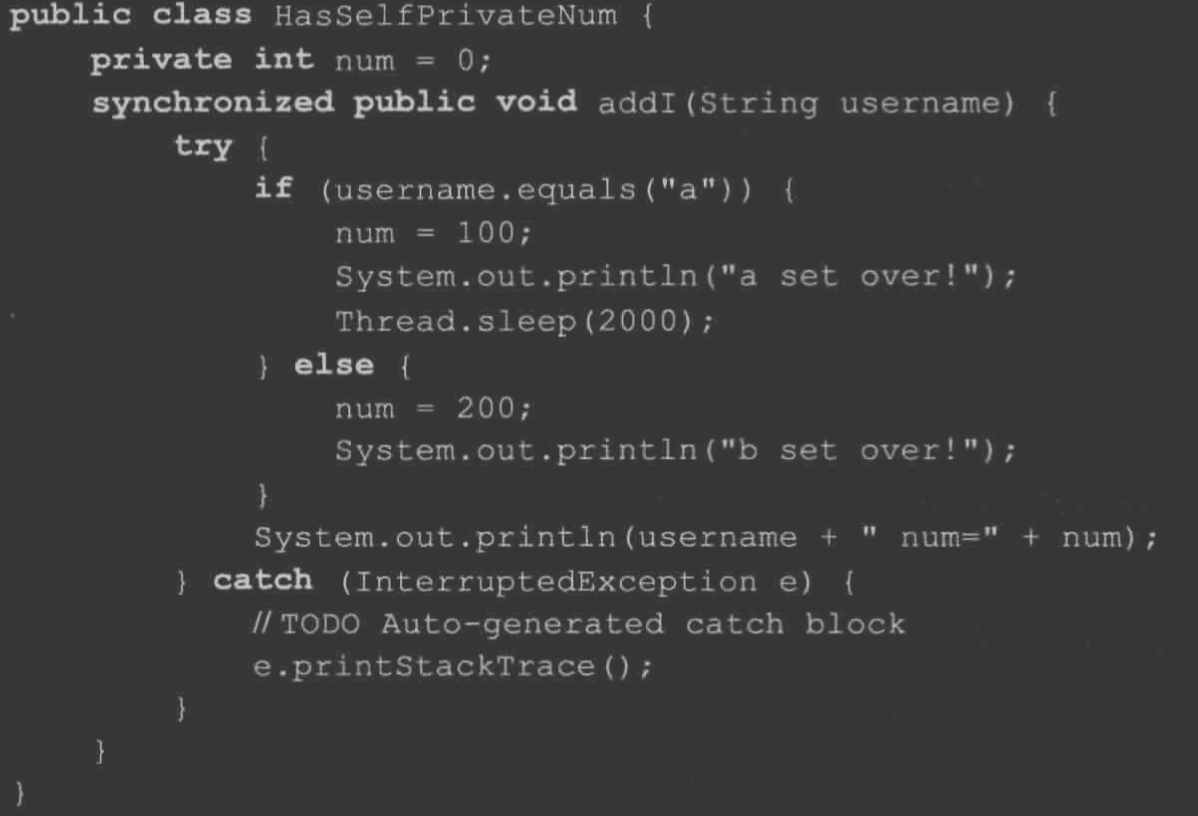 public class HasSelfPrivateNum {
private int num = 0;
synchronized public void addI(String username) {
try {
if (username.equals("a")) {
num = 100;
System.out.println("a set over!");
Thread.sleep(2000);
} else {
num = 200;
System.out.println("b set over!");
}
System.out.println(username + " num=" + num);
} catch (InterruptedException e) {
// TODO Auto-generated catch block
e.printStackTrace();
}
}
}